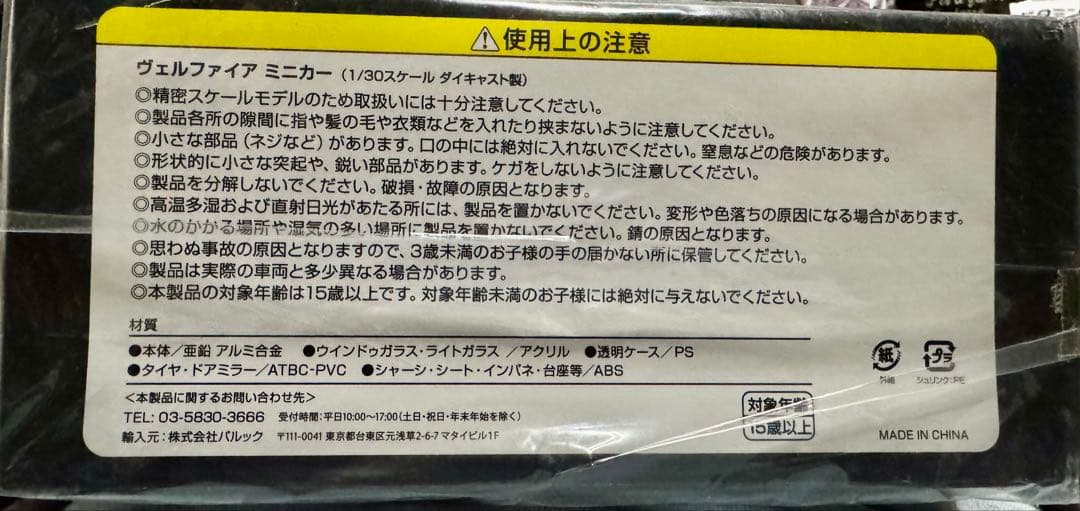 ⚠使用上の注意
ヴェルファイア ミニカー（1/30スケール ダイキャスト製）
◎精密スケールモデルのため取扱いには十分注意してください。
◎製品各所の隙間に指や髪の毛や衣類などを入れたり挟まないように注意してください。
◎小さな部品（ネジなど）があります。口の中には絶対に入れないでください。窒息などの危険があります。
◎形状的に小さな突起や、鋭い部品があります。ケガをしないように注意してください。
◎製品を分解しないでください。破損・故障の原因となります。
◎高温多湿および直射日光があたる所には、製品を置かないでください。変形や色落ちの原因になる場合があります。
◎水のかかる場所や湿気の多い場所に製品を置かないでください。錆の原因となります。
◎思わぬ事故の原因となりますので、3歳未満のお子様の手の届かない所に保管してください。
◎製品は実際の車両と多少異なる場合があります。
◎本製品の対象年齢は15歳以上です。対象年齢未満のお子様には絶対に与えないでください。
材質
●本体／亜鉛 アルミ合金 ●ウインドゥガラス・ライトガラス ／アクリル ●透明ケース／PS
●タイヤ・ドアミラー／ATBC-PVC ●シャーシ・シート・インパネ・台座等／ABS
＜本製品に関するお問い合わせ先＞
TEL: 03-5830-3666 受付時間：平日10:00〜17:00（土日・祝日・年末年始を除く）
輸入元：株式会社パルック 〒111-0041 東京都台東区元浅草2-6-7 マタイビル1F
対象年齢
15歳以上
紙
外箱
プラ
シュリンク：PE
MADE IN CHINA